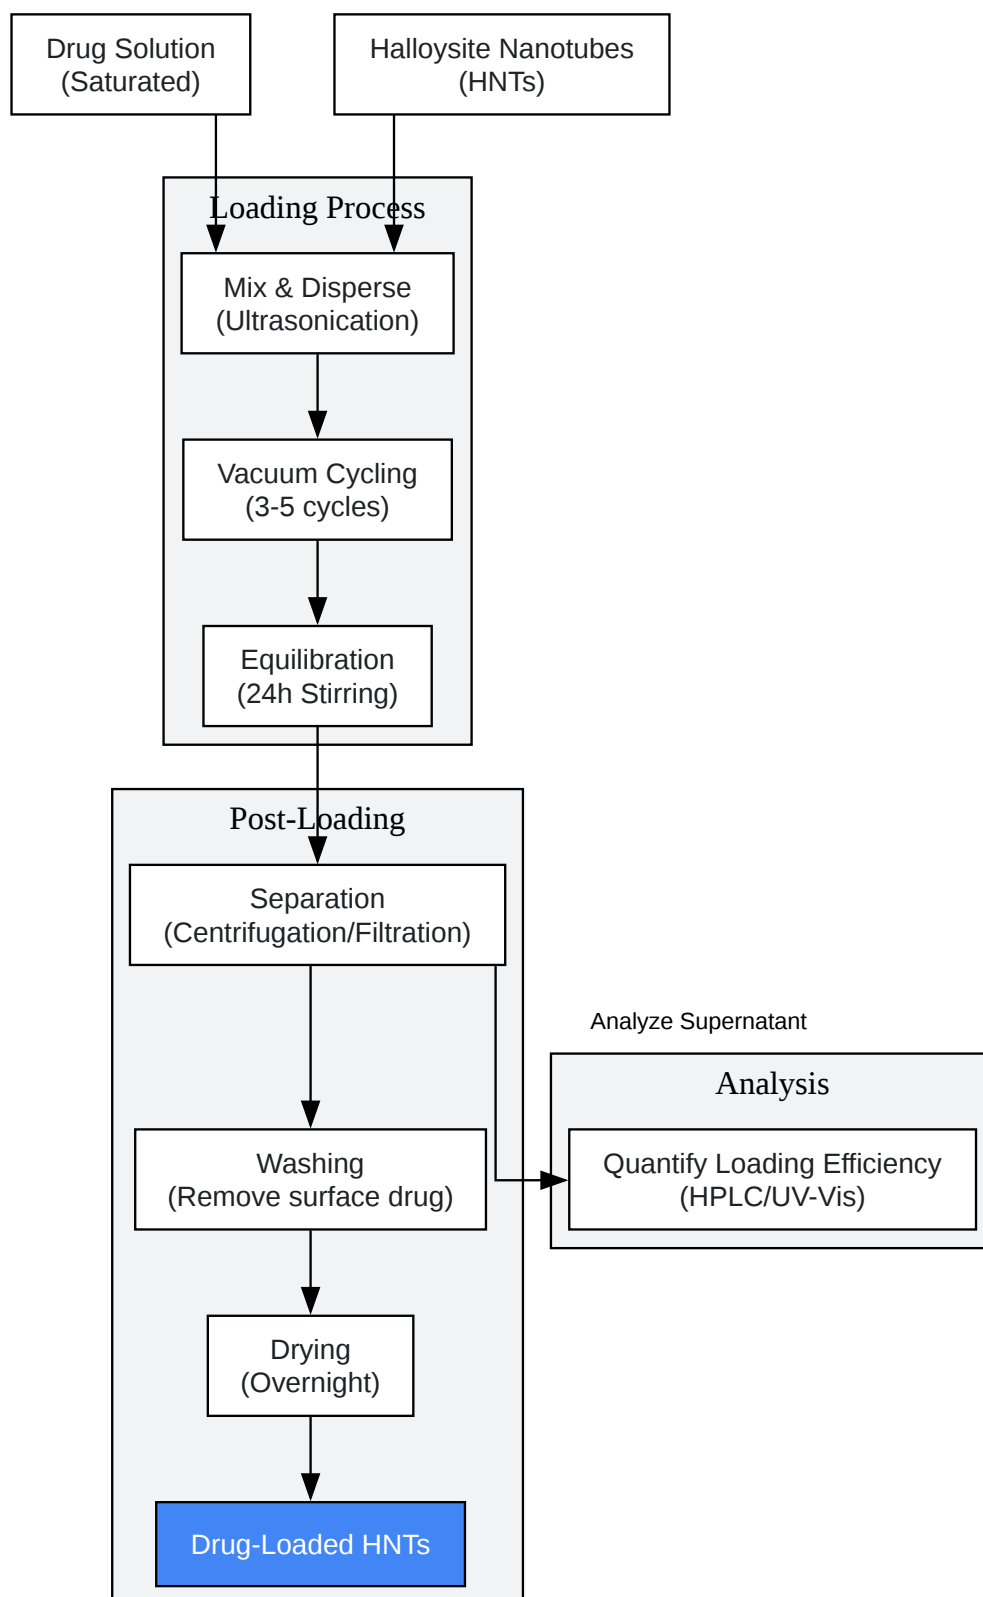 Drug Solution
(Saturated)
Halloysite Nanotubes
(HNTs)
Loading Process
Mix & Disperse
(Ultrasonication)
Vacuum Cycling
(3-5 cycles)
Equilibration
(24h Stirring)
Post-Loading
Separation
(Centrifugation/Filtration)
Analyze Supernatant
Analysis
Quantify Loading Efficiency
(HPLC/UV-Vis)
Washing
(Remove surface drug)
Drying
(Overnight)
Drug-Loaded HNTs